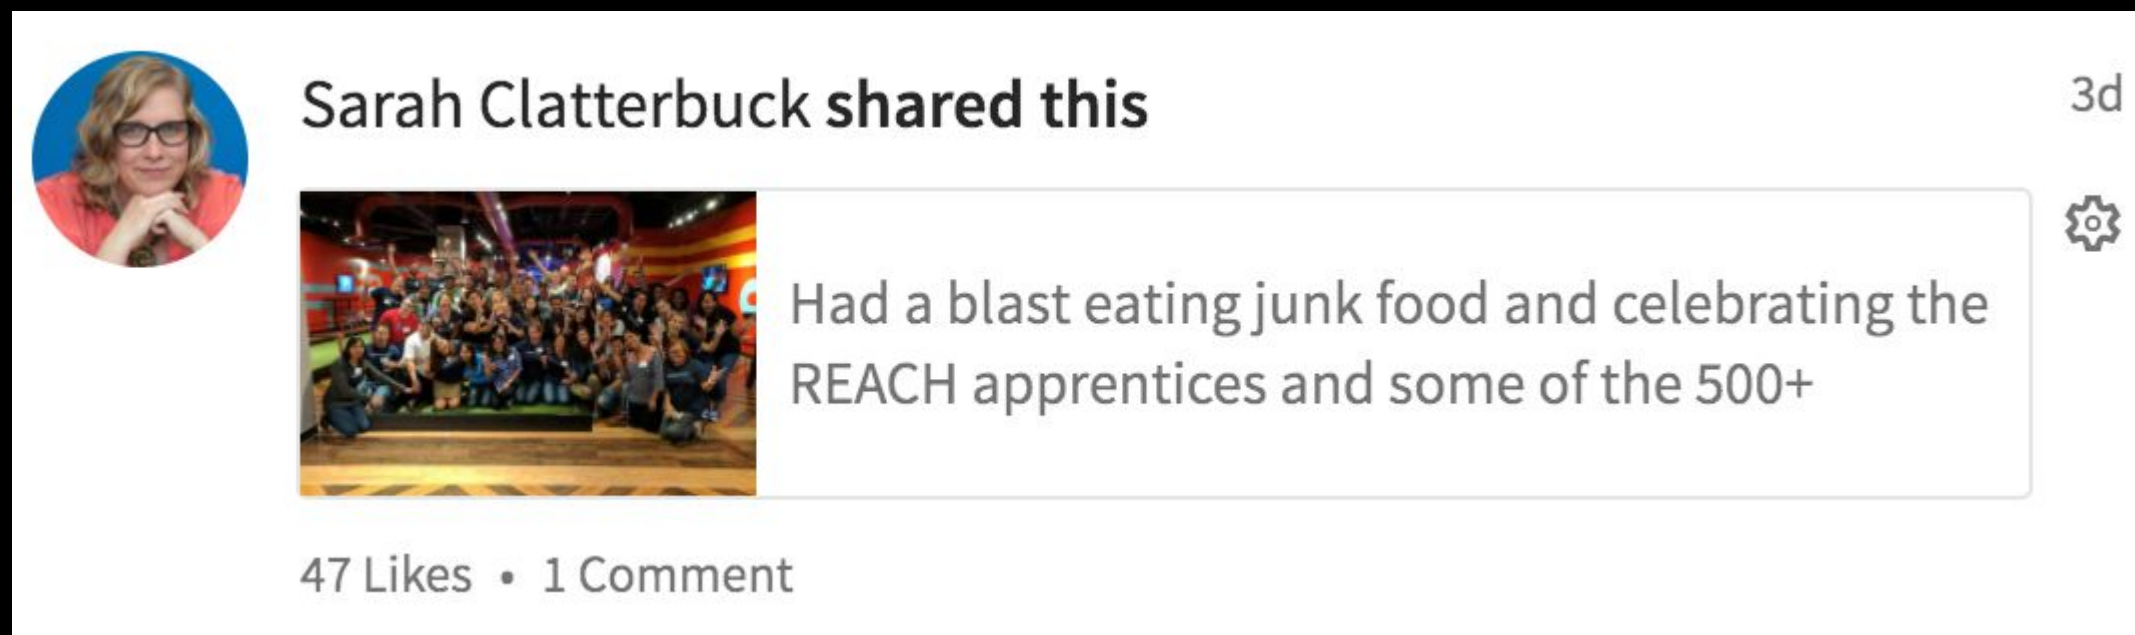 Sarah Clatterbuck shared this
3d
Had a blast eating junk food and celebrating the
REACH apprentices and some of the 500+
47 Likes • 1 Comment